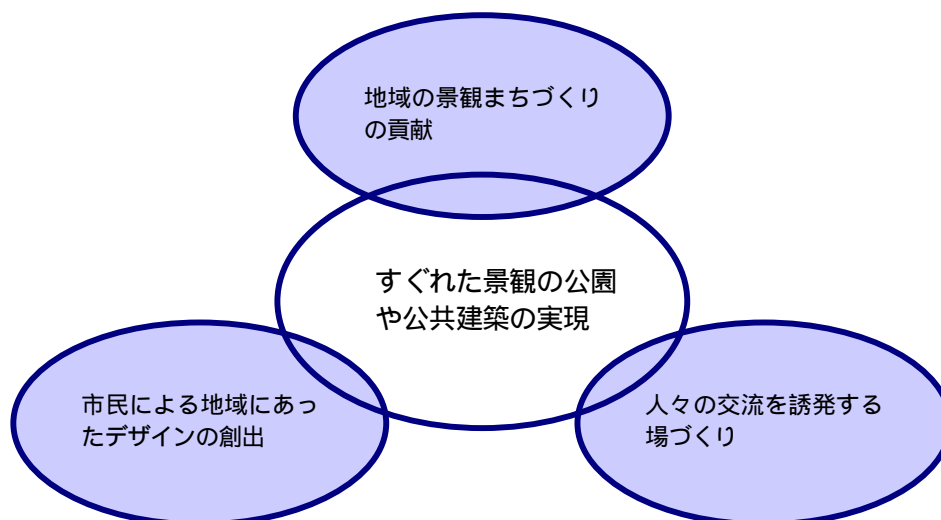 地域の景観まちづくり
の貢献
すぐれた景観の公園
や公共建築の実現
市民による地域にあっ
たデザインの創出
人々の交流を誘発する
場づくり